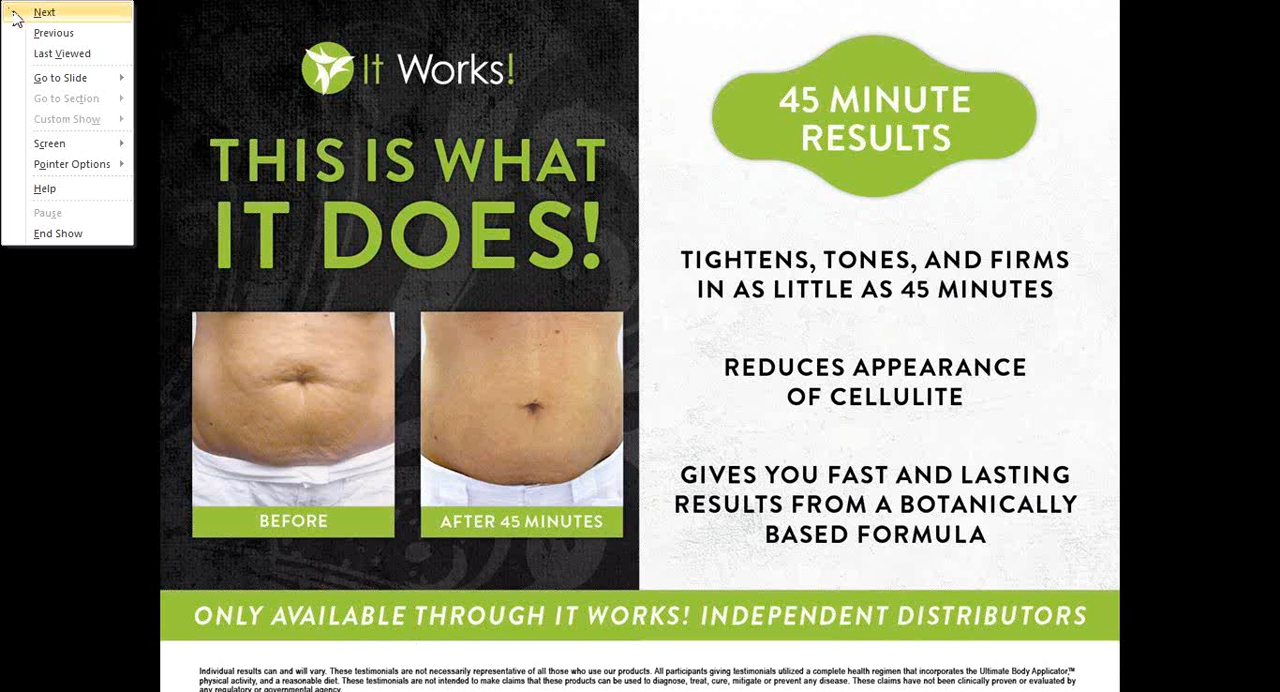 Next
Previous
Last Viewed
Go to Slide
Go to Section
Custom Show
Screen
Pointer Options
Help
Pause
End Show
It Works!
THIS IS WHAT
IT DOES!
BEFORE
AFTER 45 MINUTES
45 MINUTE
RESULTS
TIGHTENS, TONES, AND FIRMS
IN AS LITTLE AS 45 MINUTES
REDUCES APPEARANCE
OF CELLULITE
GIVES YOU FAST AND LASTING
RESULTS FROM A BOTANICALLY
BASED FORMULA
ONLY AVAILABLE THROUGH IT WORKS! INDEPENDENT DISTRIBUTORS
Individual results can and will vary. These testimonials are not necessarily representative of all those who use our products. All participants giving testimonials utilized a complete health regimen that incorporates the Ultimate Body Applicator,™
physical activity, and a reasonable diet. These testimonials are not intended to make claims that these products can be used to diagnose, treat, cure, mitigate or prevent any disease. These claims have not been clinically proven or evaluated by
any regulatory or governmental agency.